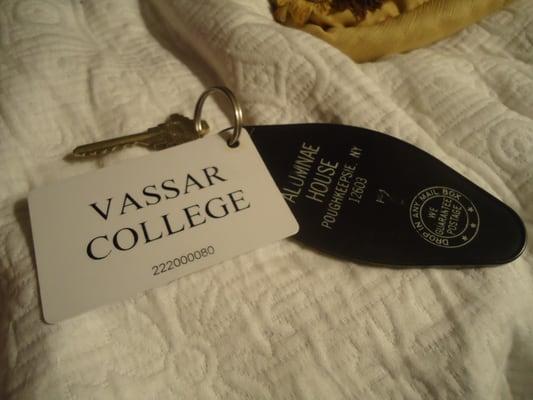 VASSAR
COLLEGE
222000080
ALUMNAE
HOUSE
POUGHKEEPSIE, NY
12603
DROP IN ANY MAIL BOX
WE
GUARANTEE
POSTAGE